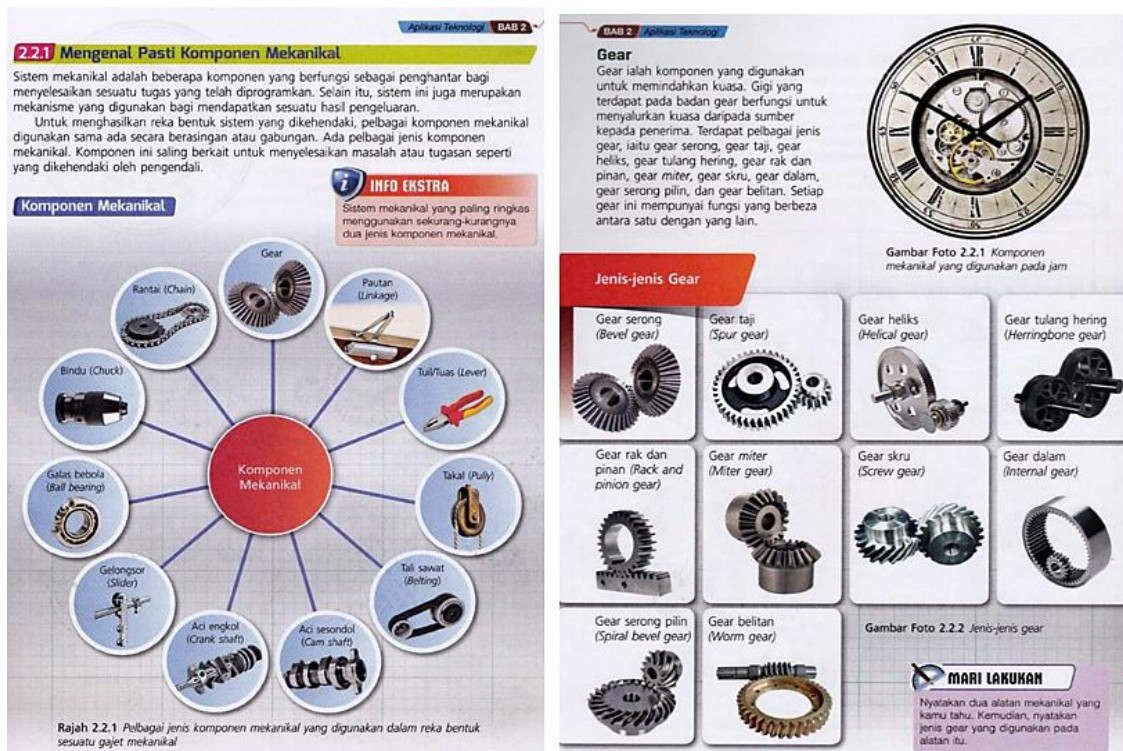 Aplikasi Teknologi BAB 2
2.2.1 Mengenal Pasti Komponen Mekanikal
Sistem mekanikal adalah beberapa komponen yang berfungsi sebagai penghantar bagi
menyelesaikan sesuatu tugas yang telah diprogramkan. Selain itu, sistem ini juga merupakan
mekanisme yang digunakan bagi mendapatkan sesuatu hasil pengeluaran.
Untuk menghasilkan reka bentuk sistem yang dikehendaki, pelbagai komponen mekanikal
digunakan sama ada secara berasingan atau gabungan. Ada pelbagai jenis komponen
mekanikal. Komponen ini saling berkait untuk menyelesaikan masalah atau tugasan seperti
yang dikehendaki oleh pengendali.
i INFO EKSTRA
Sistem mekanikal yang paling ringkas
menggunakan sekurang-kurangnya
dua jenis komponen mekanikal.
Komponen Mekanikal
Gear
Pautan
(Linkage)
Tuil/Tuas (Lever)
Takal (Pully)
Tali sawat
(Belting)
Aci sesondol
(Cam shaft)
Aci engkol
(Crank shaft)
Gelongsor
(Slider)
Galas bebola
(Ball bearing)
Bindu (Chuck)
Rantai (Chain)
Komponen
Mekanikal
Rajah 2.2.1 Pelbagai jenis komponen mekanikal yang digunakan dalam reka bentuk
sesuatu gajet mekanikal
BAB 2 Aplikasi Teknologi
Gear
Gear ialah komponen yang digunakan
untuk memindahkan kuasa. Gigi yang
terdapat pada badan gear berfungsi untuk
menyalurkan kuasa daripada sumber
kepada penerima. Terdapat pelbagai jenis
gear, iaitu gear serong, gear taji, gear
heliks, gear tulang hering, gear rak dan
pinan, gear miter, gear skru, gear dalam,
gear serong pilin, dan gear belitan. Setiap
gear ini mempunyai fungsi yang berbeza
antara satu dengan yang lain.
Gambar Foto 2.2.1 Komponen
mekanikal yang digunakan pada jam
Jenis-jenis Gear
Gear serong
(Bevel gear)
Gear taji
(Spur gear)
Gear heliks
(Helical gear)
Gear tulang hering
(Herringbone gear)
Gear rak dan
pinan (Rack and
pinion gear)
Gear miter
(Miter gear)
Gear skru
(Screw gear)
Gear dalam
(Internal gear)
Gear serong pilin
(Spiral bevel gear)
Gear belitan
(Worm gear)
Gambar Foto 2.2.2 Jenis-jenis gear
MARI LAKUKAN
Nyatakan dua alatan mekanikal yang
kamu tahu. Kemudian, nyatakan
jenis gear yang digunakan pada
alatan itu.